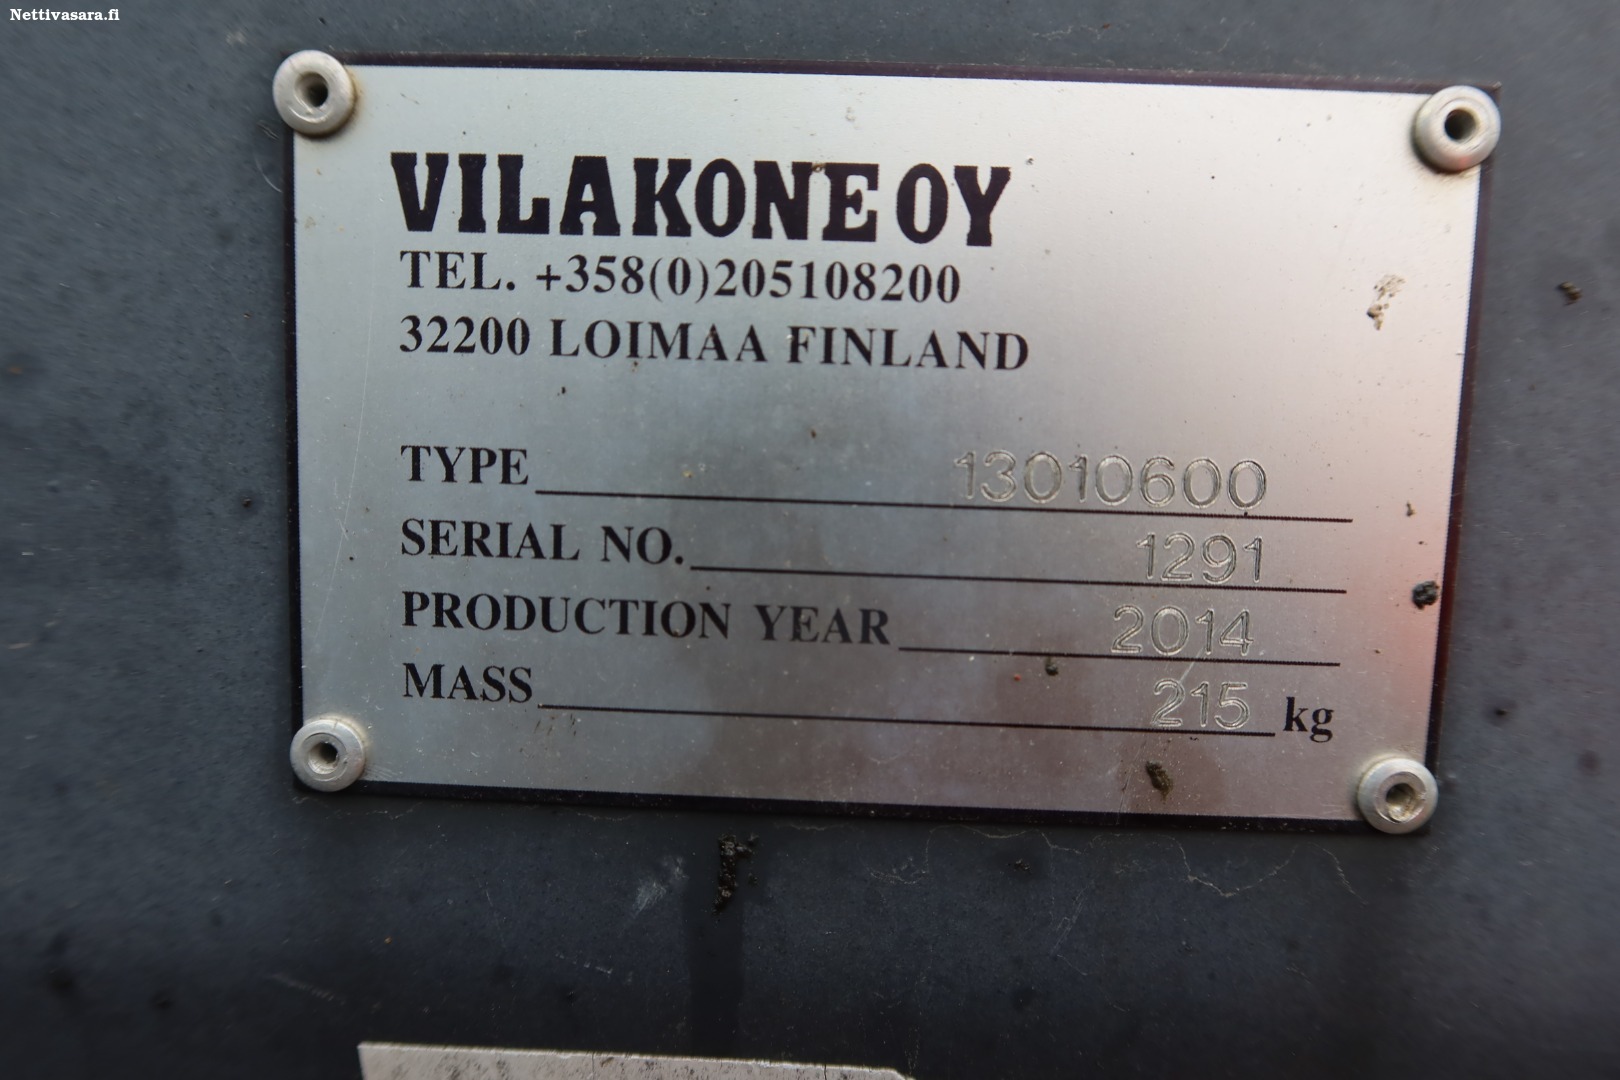 Nettivasara.fi
VILAKONE OY
TEL. +358(0)205108200
32200 LOIMAA FINLAND
TYPE 13010600
SERIAL NO. 1291
PRODUCTION YEAR 2014
MASS 215 kg